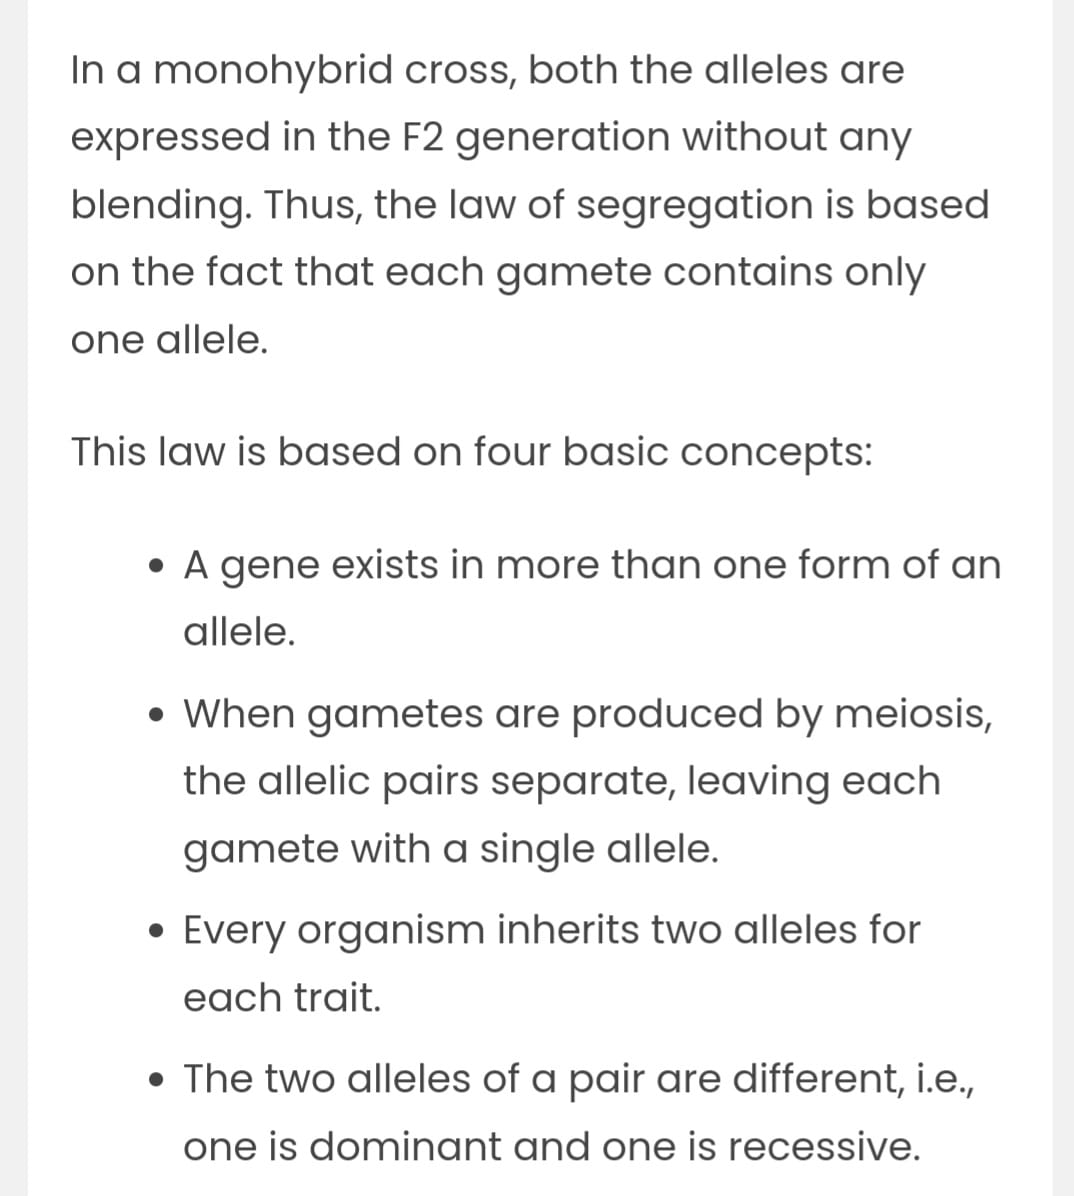 In a monohybrid cross, both the alleles are
expressed in the F2 generation without any
blending. Thus, the law of segregation is based
on the fact that each gamete contains only
one allele.
This law is based on four basic concepts:
• A gene exists in more than one form of an
allele.
• When gametes are produced by meiosis,
the allelic pairs separate, leaving each
gamete with a single allele.
• Every organism inherits two alleles for
each trait.
• The two alleles of a pair are different, i.e.,
one is dominant and one is recessive.